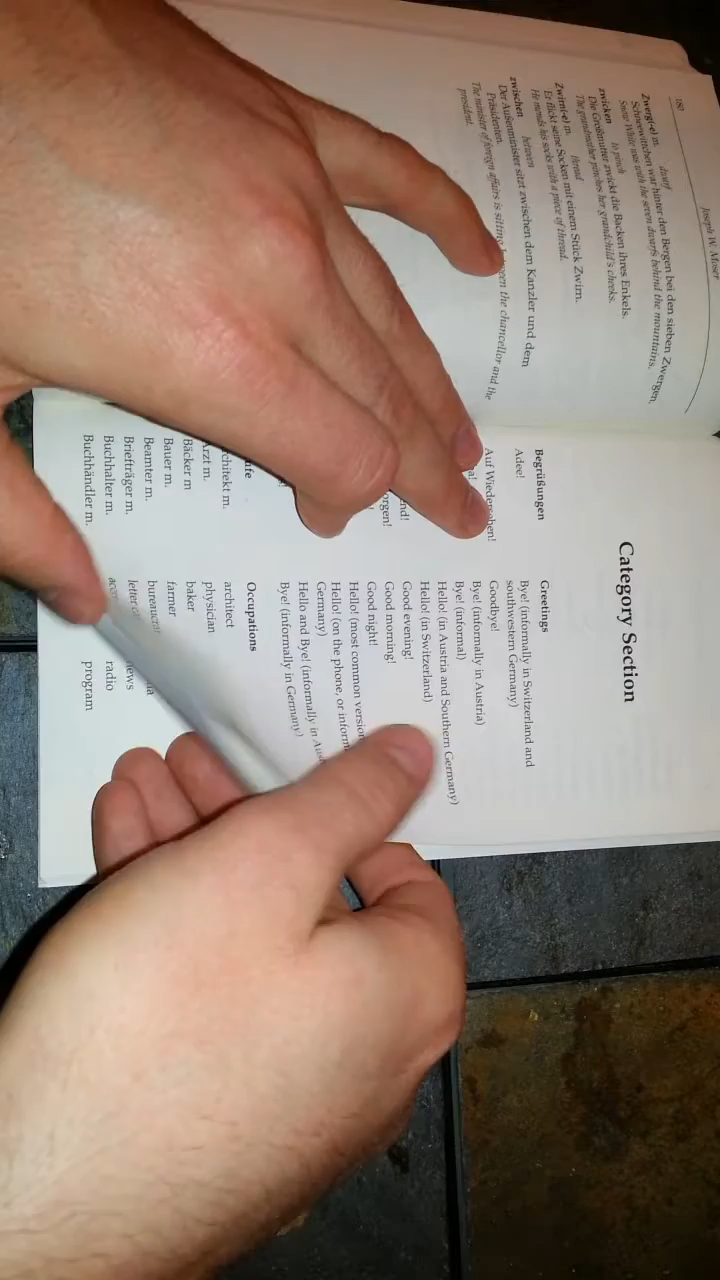 180
Joseph W. Moser
Zwerg(-e) m. dwarf
Schneewittchen war hinter den Bergen bei den sieben Zwergen.
Snow White was with the seven dwarfs behind the mountains.
zwicken to pinch
Die Großmutter zwickt die Backen ihres Enkels.
The grandmother pinches her grandchild's cheeks.
Zwirn(-e) m. thread
Er flickt seine Socken mit einem Stück Zwirn.
He mends his socks with a piece of thread.
zwischen between
Der Außenminister sitzt zwischen dem Kanzler und dem
Präsidenten.
The minister of foreign affairs is sitting between the chancellor and the
president.
Category Section
Begrüßungen Greetings
Adee! Bye! (informally in Switzerland and
southwestern Germany)
Auf Wiedersehen! Goodbye!
Bye! (informally in Austria)
Bye! (informal)
Hello! (in Austria and Southern Germany)
Hello! (in Switzerland)
Good evening!
Good morning!
Good night!
Hello! (most common
Hello! (on the phone, or
Germany)
Hello and Bye! (informally in
Bye! (informally in Germany)
Occupations
architect
Arzt m. physician
Bäcker m baker
Bauer m. farmer
Beamter m.
Briefträger m. letter news
Buchhalter m. radio
Buchhändler m. program